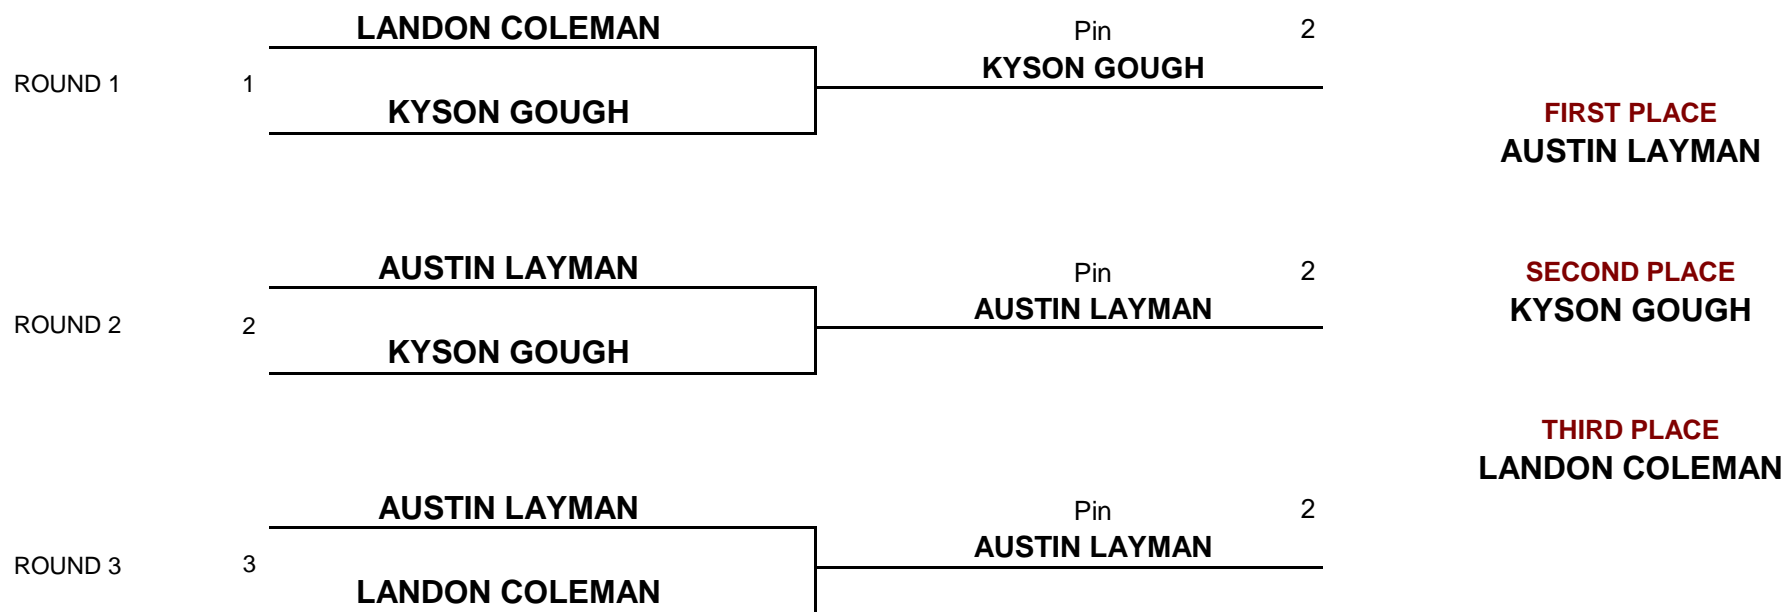 LANDON COLEMAN
Pin 2
ROUND 1 1
KYSON GOUGH
KYSON GOUGH
FIRST PLACE
AUSTIN LAYMAN
AUSTIN LAYMAN
Pin 2
ROUND 2 2
AUSTIN LAYMAN
KYSON GOUGH
SECOND PLACE
KYSON GOUGH
THIRD PLACE
LANDON COLEMAN
AUSTIN LAYMAN
Pin 2
ROUND 3 3
AUSTIN LAYMAN
LANDON COLEMAN